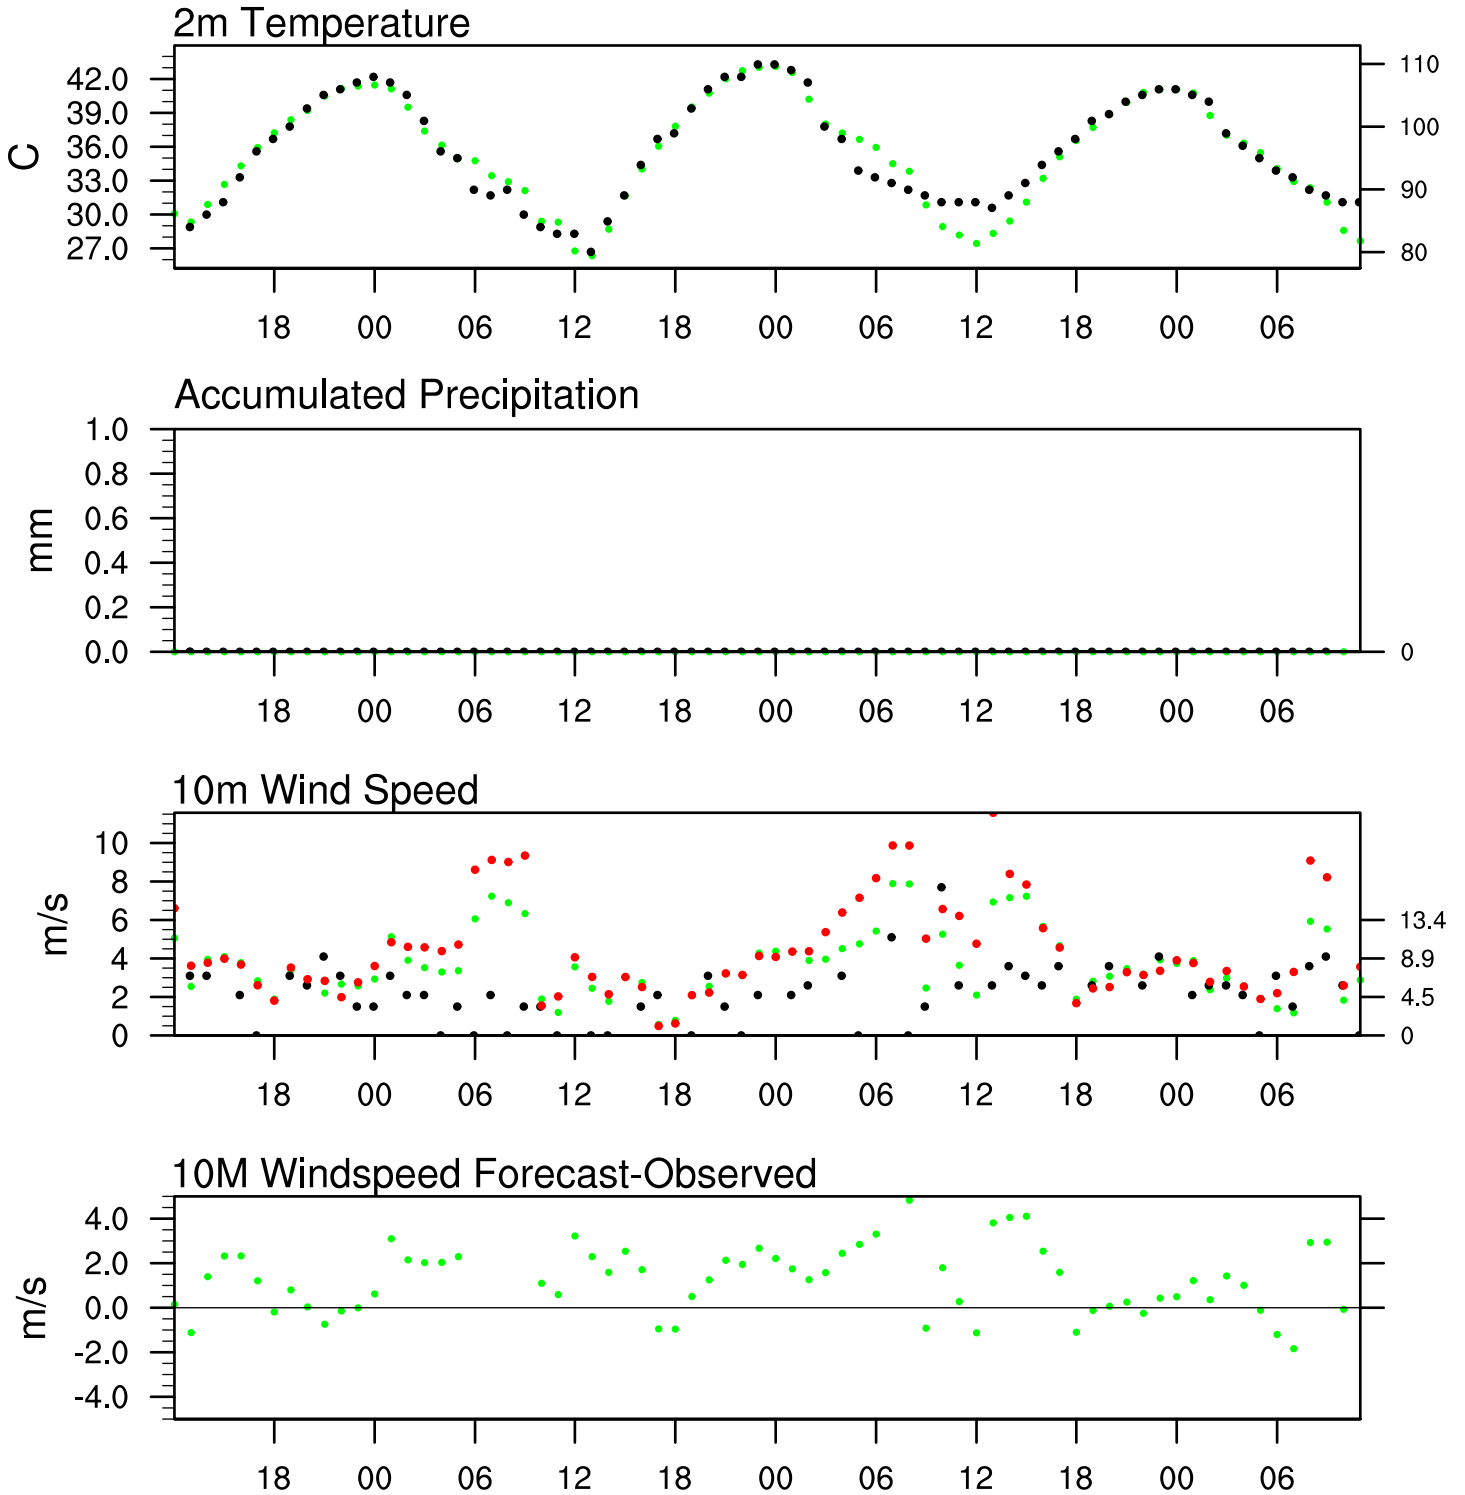 2m Temperature
C
42.0
39.0
36.0
33.0
30.0
27.0
110
100
90
80
18 00 06 12 18 00 06 12 18 00 06
Accumulated Precipitation
mm
1.0
0.8
0.6
0.4
0.2
0.0
0
18 00 06 12 18 00 06 12 18 00 06
10m Wind Speed
m/s
10
8
6
4
2
0
13.4
8.9
4.5
0
18 00 06 12 18 00 06 12 18 00 06
10M Windspeed Forecast-Observed
m/s
4.0
2.0
0.0
-2.0
-4.0
18 00 06 12 18 00 06 12 18 00 06